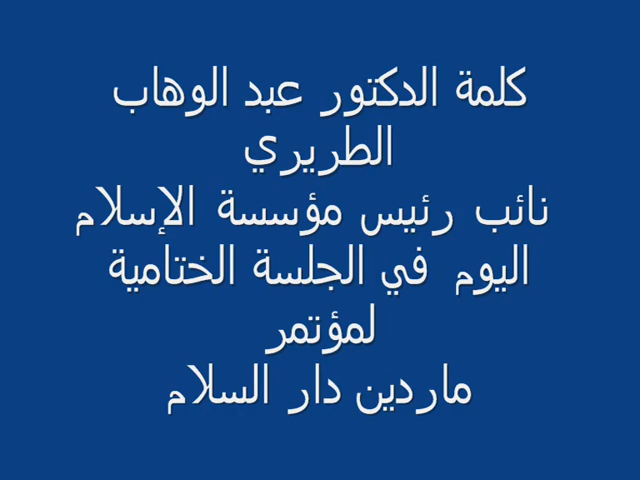 كلمة الدكتور عبد الوهاب
الطريري
نائب رئيس مؤسسة الإسلام
اليوم في الجلسة الختامية
لمؤتمر
ماردين دار السلام